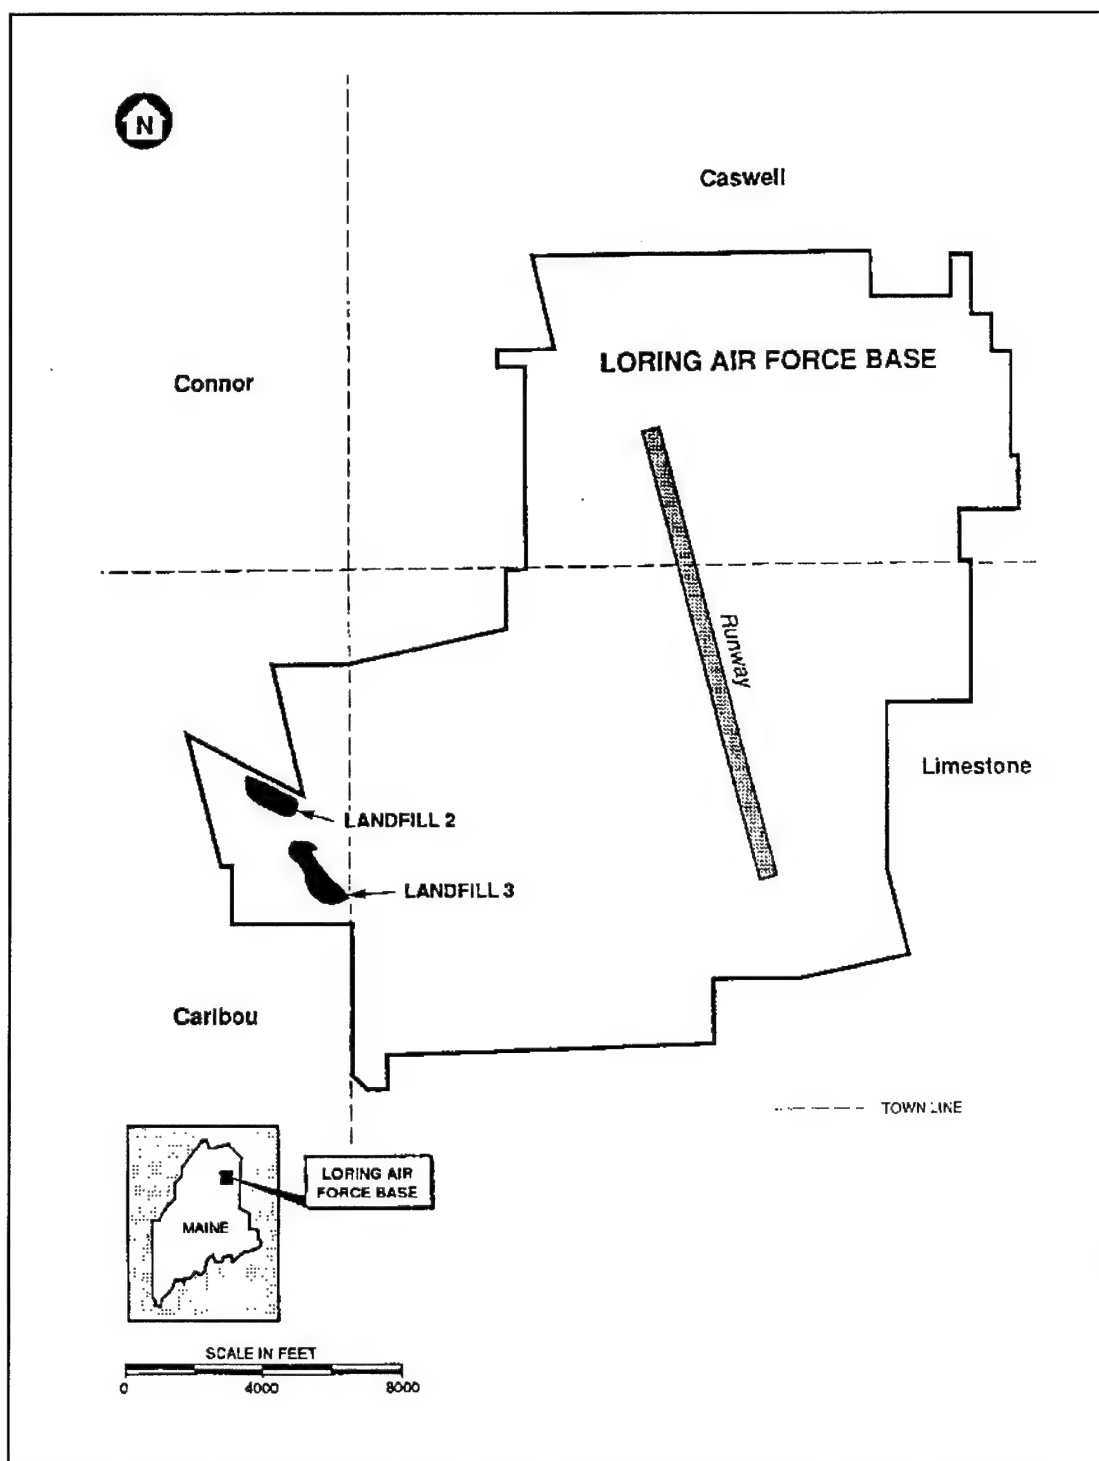 N
Caswell
LORING AIR FORCE BASE
Connor
Runway
Limestone
LANDFILL 2
LANDFILL 3
Caribou
TOWN LINE
LORING AIR
FORCE BASE
MAINE
SCALE IN FEET
0 4000 8000